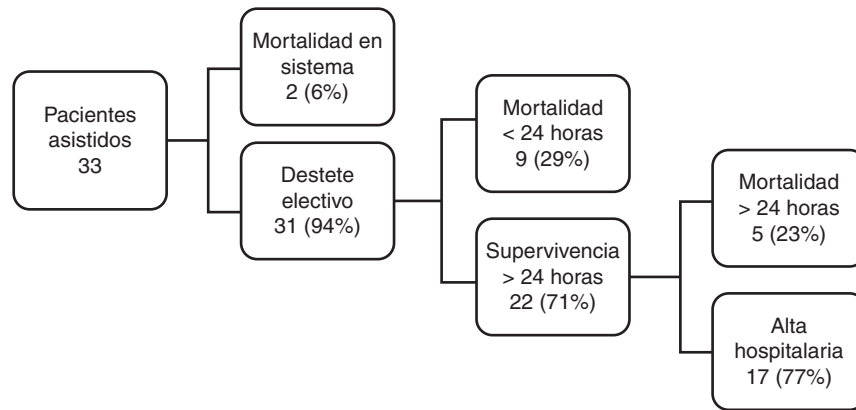 Pacientes
asistidos
33
Mortalidad en
sistema
2 (6%)
Destete
electivo
31 (94%)
Mortalidad
< 24 horas
9 (29%)
Supervivencia
> 24 horas
22 (71%)
Mortalidad
> 24 horas
5 (23%)
Alta
hospitalaria
17 (77%)